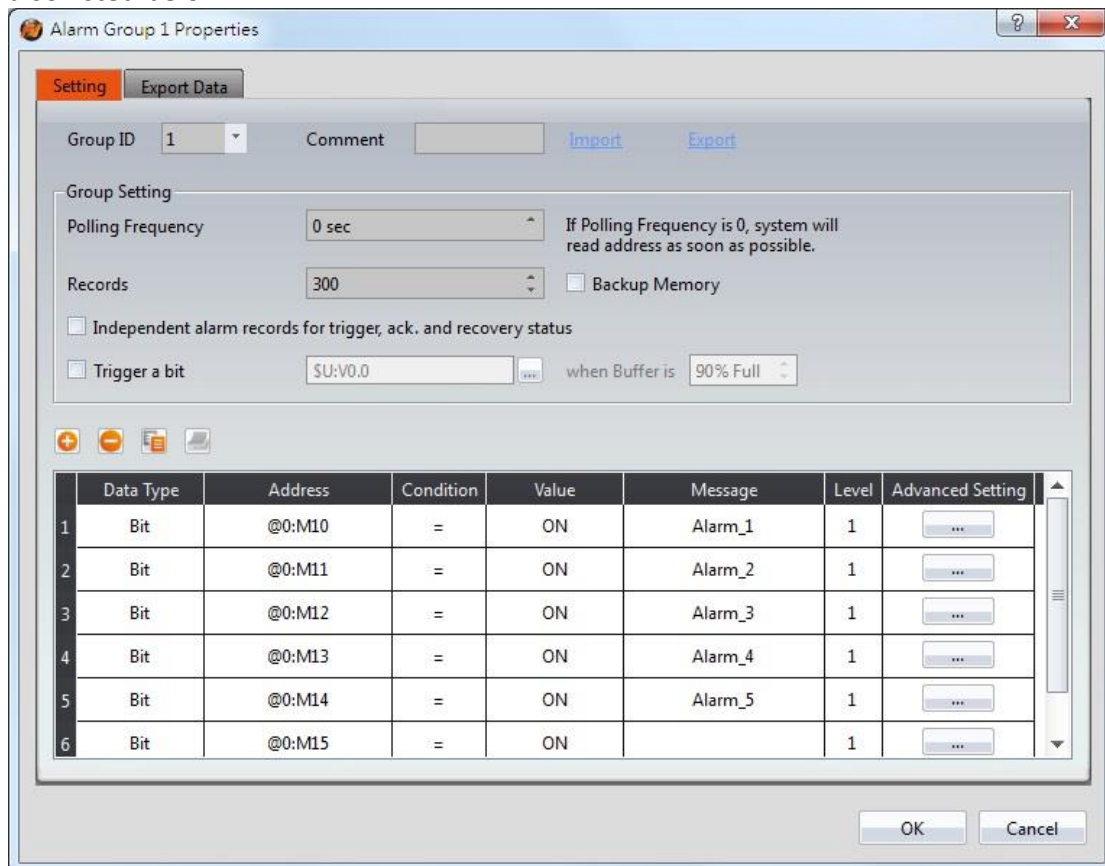 Alarm Group 1 Properties
Setting Export Data
Group ID 1 Comment Import Export
Group Setting
Polling Frequency 0 sec If Polling Frequency is 0, system will
read address as soon as possible.
Records 300 Backup Memory
Independent alarm records for trigger, ack. and recovery status
Trigger a bit $U:V0.0 ... when Buffer is 90% Full
Data Type Address Condition Value Message Level Advanced Setting
1 Bit @0:M10 = ON Alarm_1 1 ...
2 Bit @0:M11 = ON Alarm_2 1 ...
3 Bit @0:M12 = ON Alarm_3 1 ...
4 Bit @0:M13 = ON Alarm_4 1 ...
5 Bit @0:M14 = ON Alarm_5 1 ...
6 Bit @0:M15 = ON 1 ...
OK Cancel